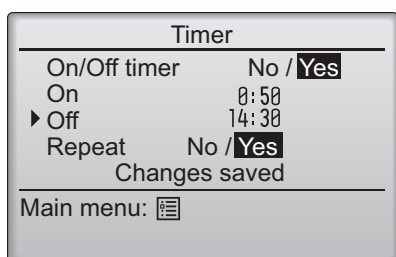 Timer
On/Off timer No / Yes
On 0:50
Off 14:30
Repeat No / Yes
Changes saved
Main menu: